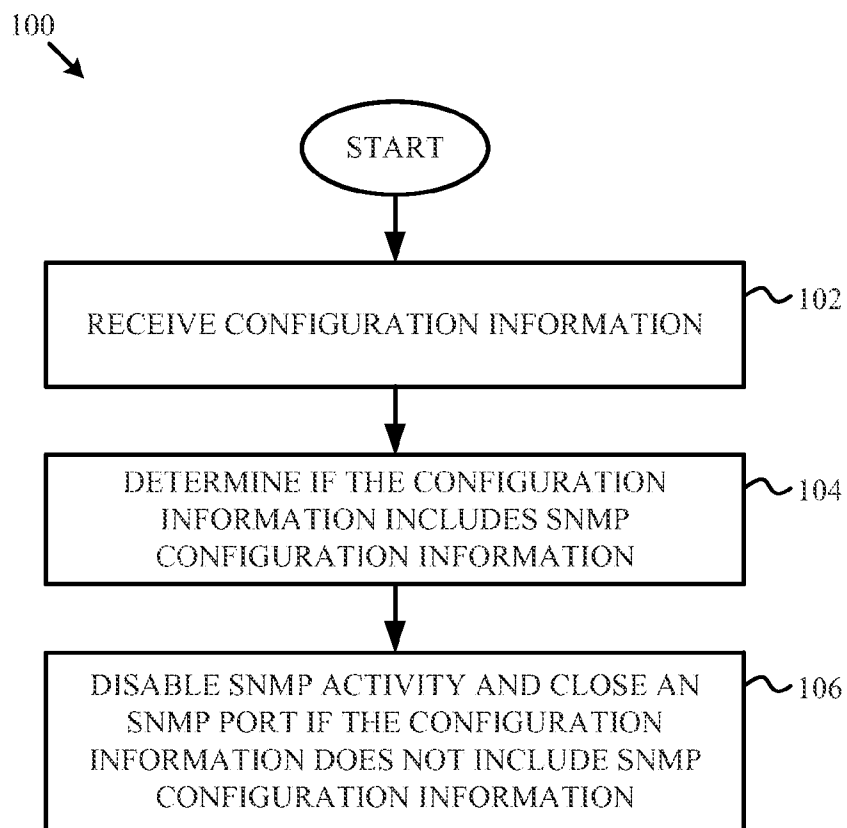 100
START
RECEIVE CONFIGURATION INFORMATION
102
DETERMINE IF THE CONFIGURATION
INFORMATION INCLUDES SNMP
CONFIGURATION INFORMATION
104
DISABLE SNMP ACTIVITY AND CLOSE AN
SNMP PORT IF THE CONFIGURATION
INFORMATION DOES NOT INCLUDE SNMP
CONFIGURATION INFORMATION
106